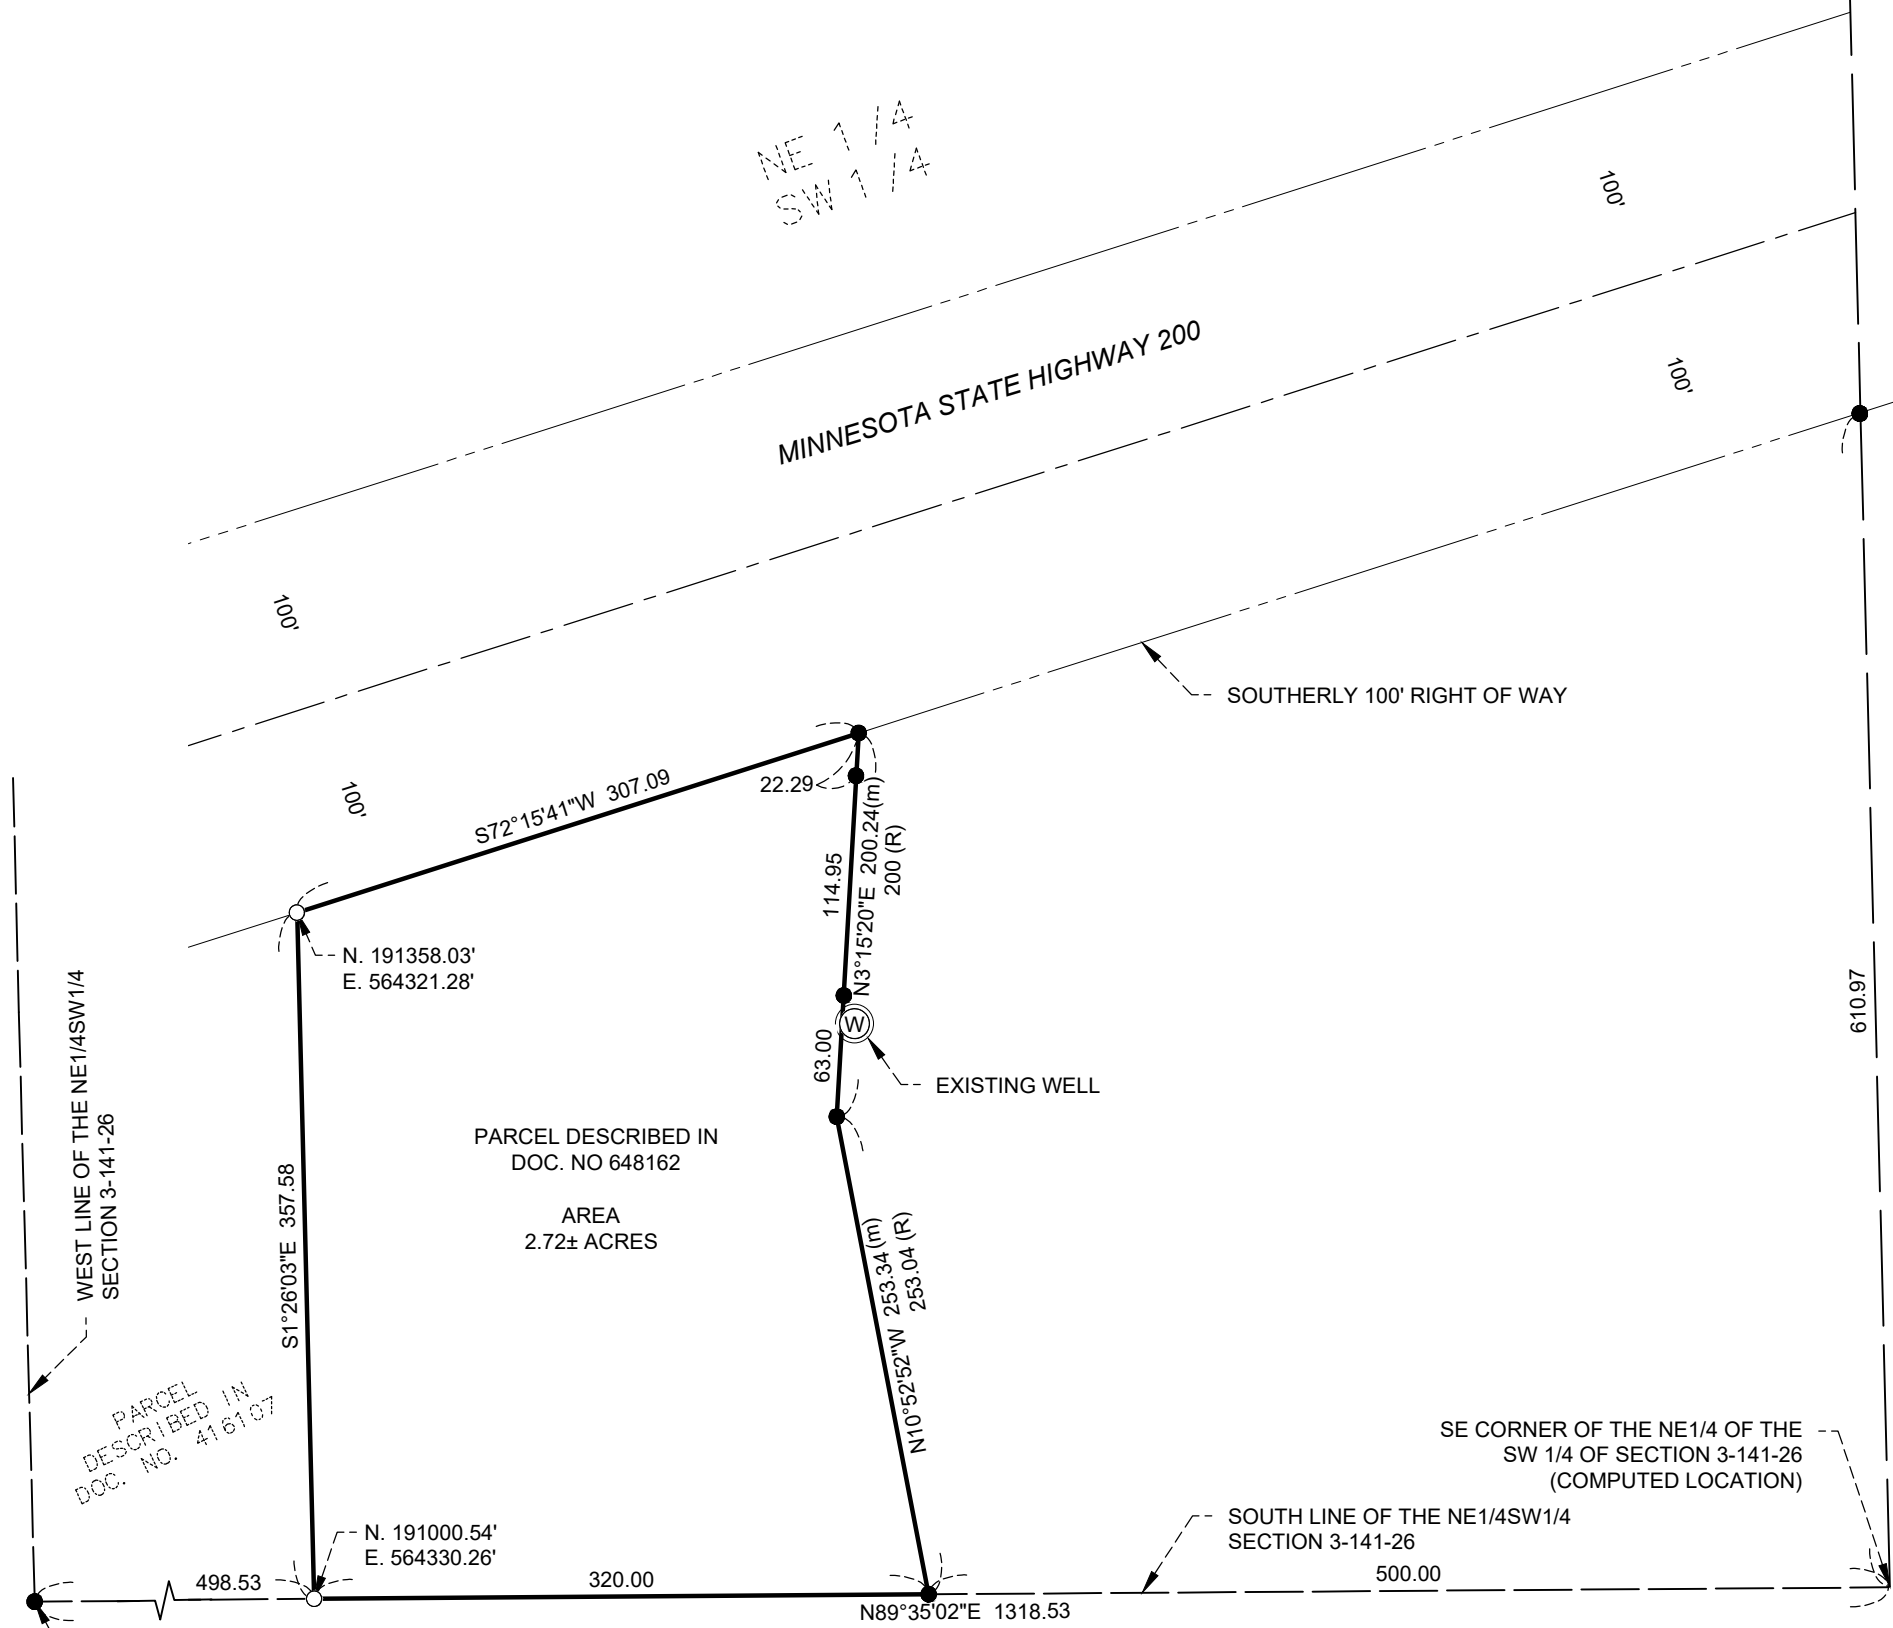 NE 1/4
SW 1/4
100'
MINNESOTA STATE HIGHWAY 200
100'
100'
SOUTHERLY 100' RIGHT OF WAY
100'
S72°15'41"W 307.09
22.29
N3°15'20"E 200.24(m)
200 (R)
114.95
N. 191358.03'
E. 564321.28'
WEST LINE OF THE NE1/4SW1/4
SECTION 3-141-26
610.97
W
63.00
EXISTING WELL
PARCEL DESCRIBED IN
DOC. NO 648162
AREA
2.72± ACRES
S1°26'03"E 357.58
N10°52'52"W 253.34 (m)
253.04 (R)
PARCEL
DESCRIBED IN
DOC. NO. 416107
SE CORNER OF THE NE1/4 OF THE
SW 1/4 OF SECTION 3-141-26
(COMPUTED LOCATION)
SOUTH LINE OF THE NE1/4SW1/4
SECTION 3-141-26
N. 191000.54'
E. 564330.26'
498.53
320.00
500.00
N89°35'02"E 1318.53